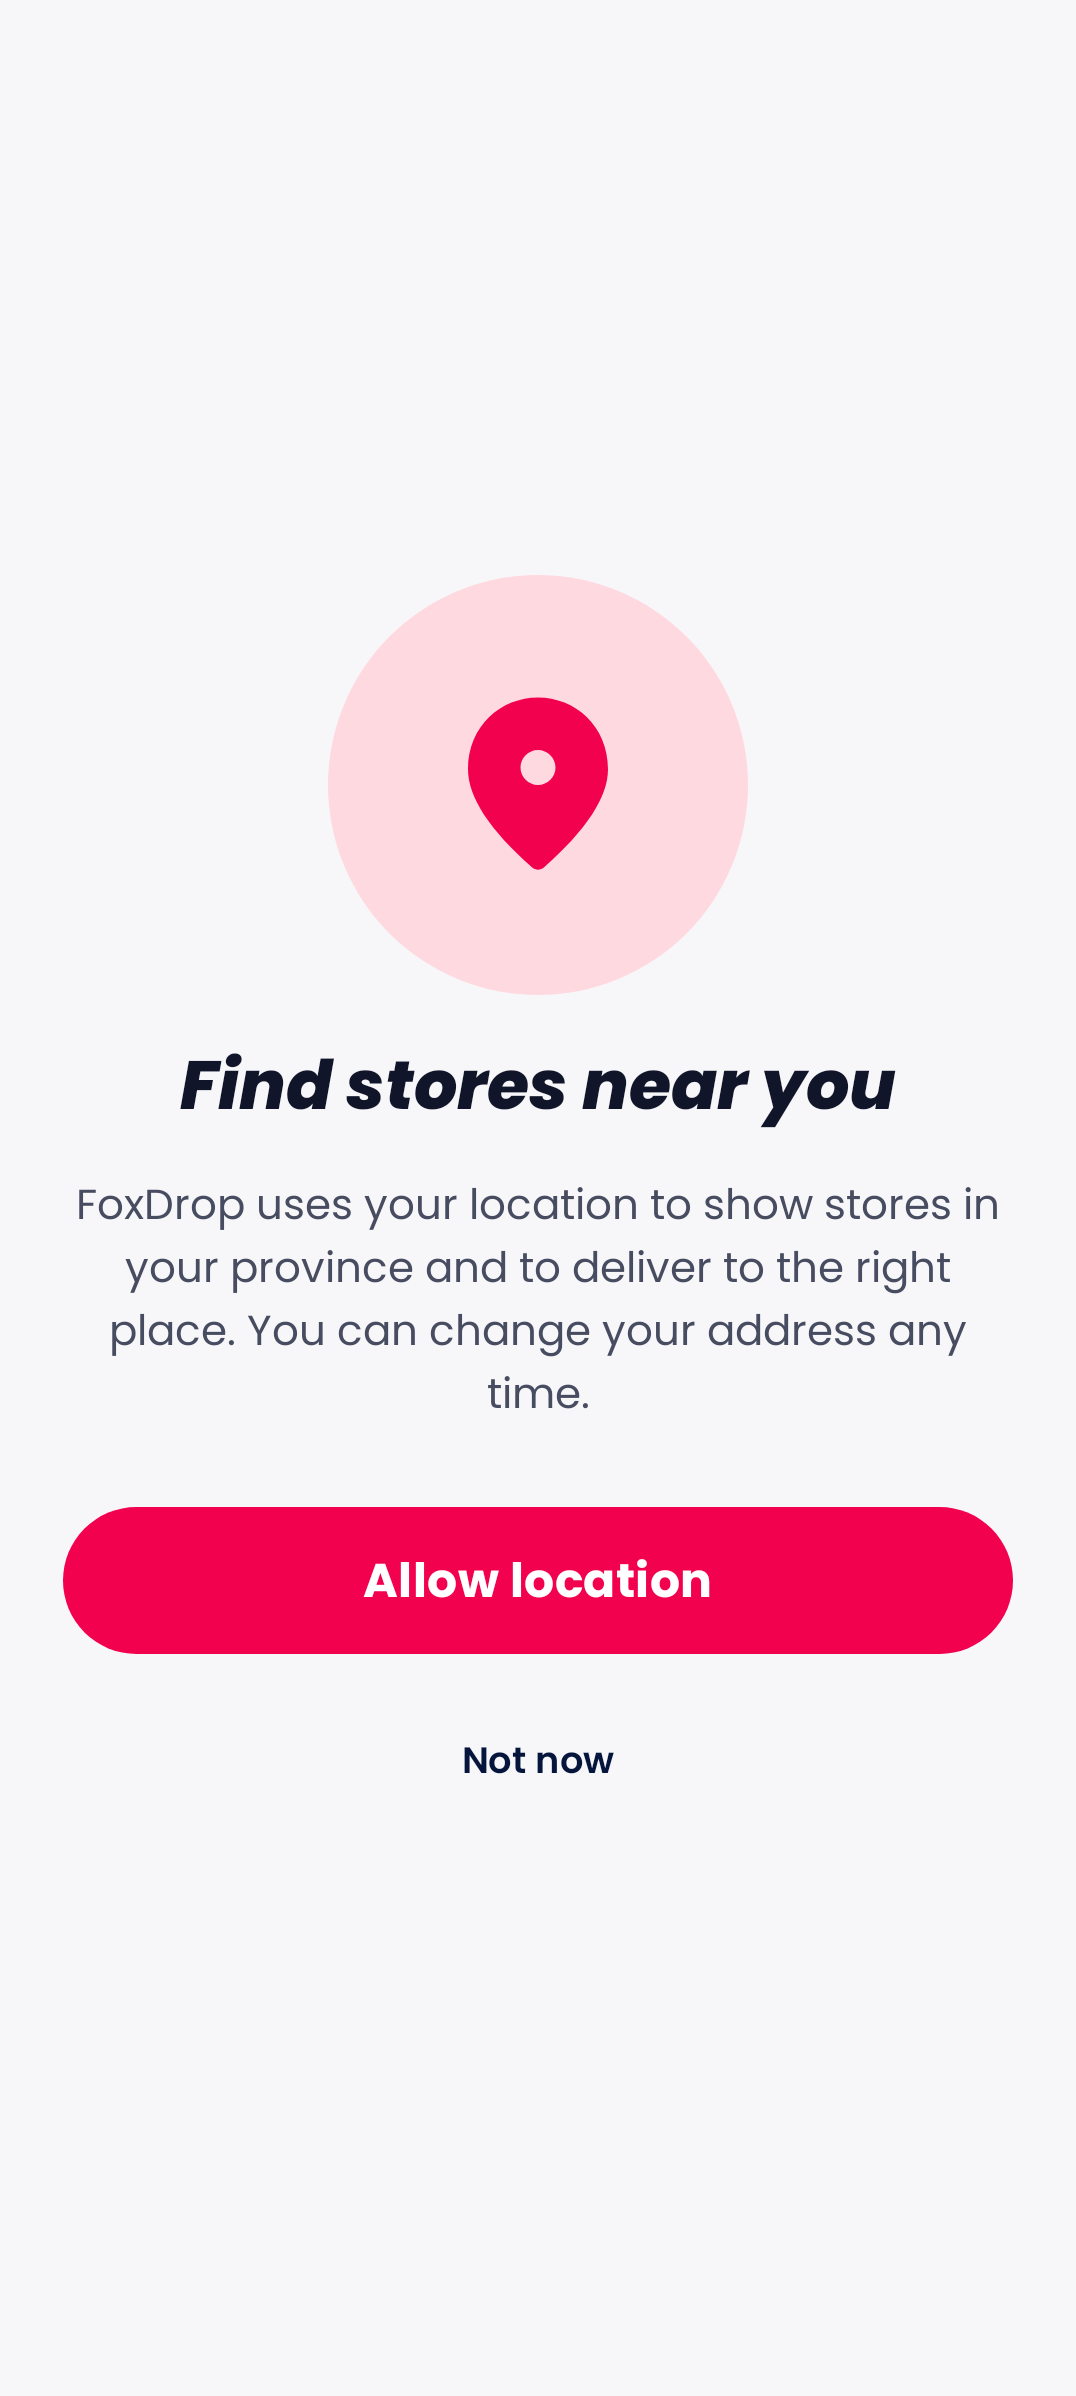 Find stores near you
FoxDrop uses your location to show stores in
your province and to deliver to the right
place. You can change your address any
time.
Allow location
Not now